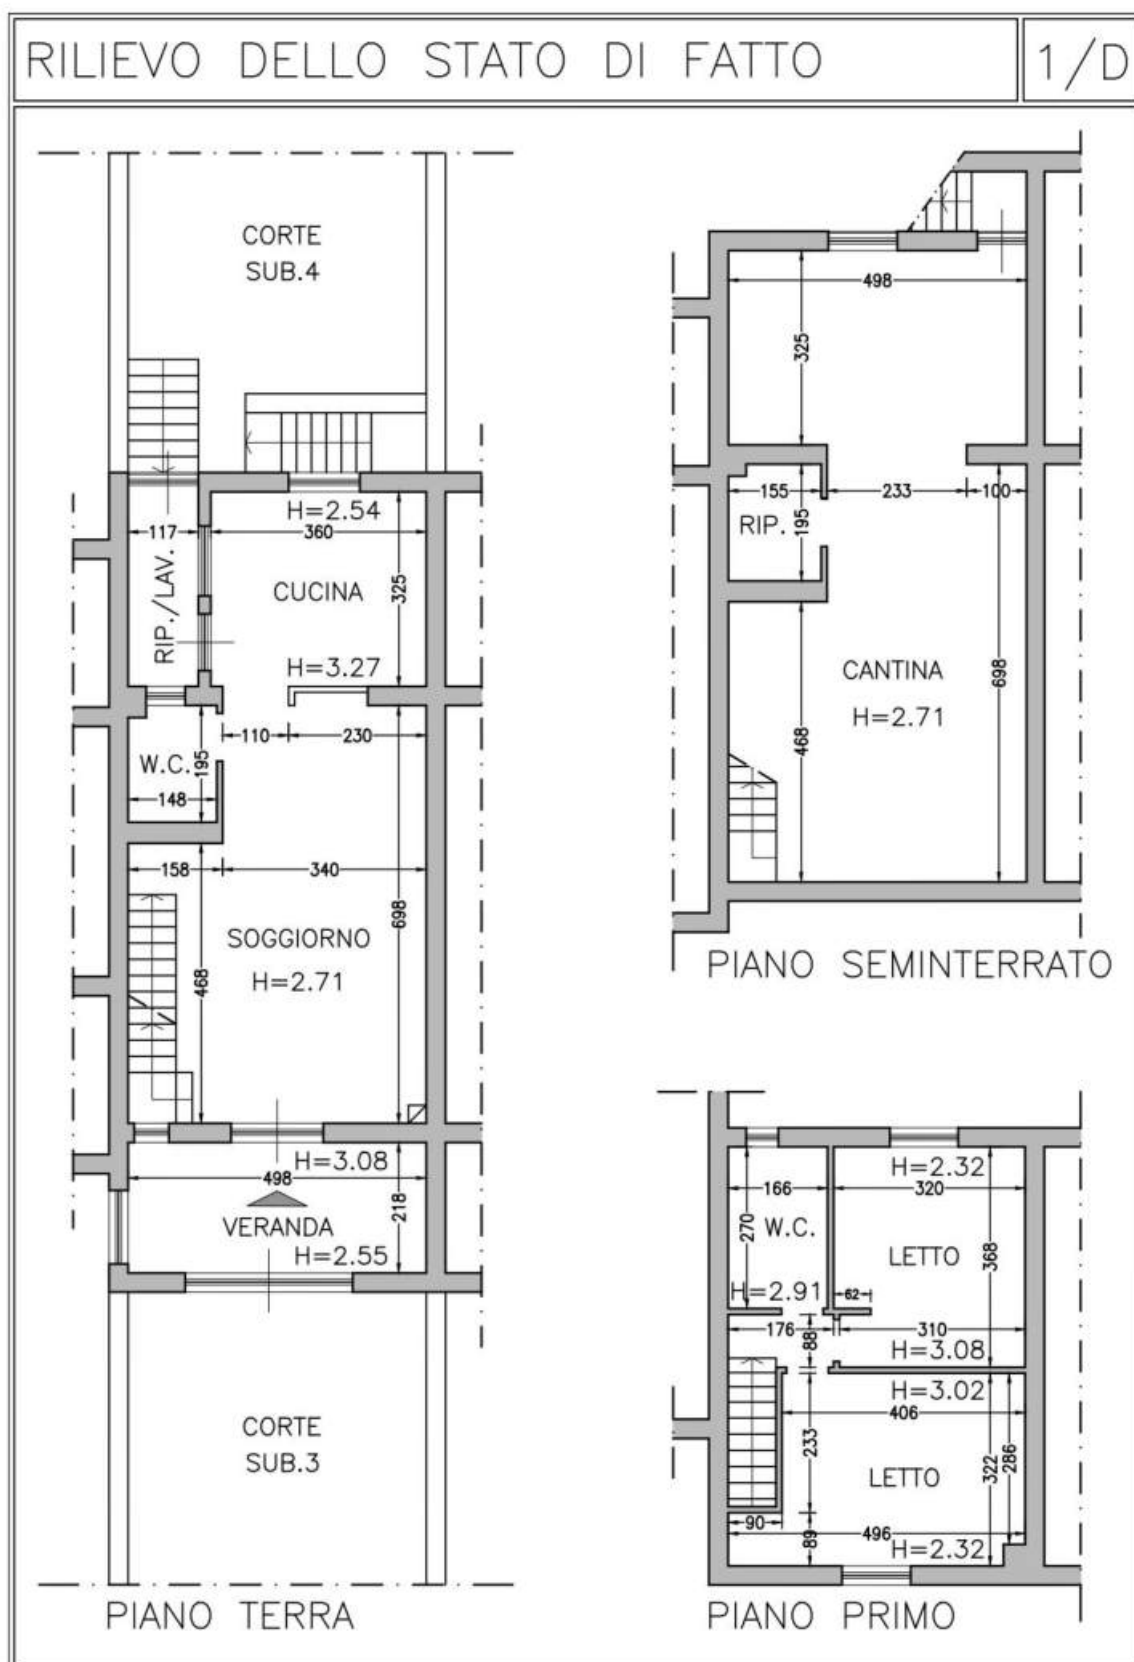 RILIEVO DELLO STATO DI FATTO
1/D
CORTE
SUB.4
H=2.54
117
360
RIP./LAV.
CUCINA
325
H=3.27
110
230
W.C.
195
148
158
340
SOGGIORNO
H=2.71
698
468
H=3.08
498
218
VERANDA
H=2.55
CORTE
SUB.3
PIANO TERRA
498
325
155
233
100
RIP.
195
CANTINA
H=2.71
698
468
PIANO SEMINTERRATO
H=2.32
166
320
270
W.C.
LETTO
368
H=2.91
62
176
88
310
H=3.08
H=3.02
406
233
LETTO
322
286
90
89
496
H=2.32
PIANO PRIMO